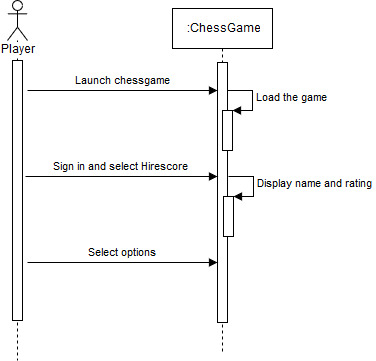 :ChessGame
Player
Launch chessgame
Load the game
Sign in and select Hirescore
Display name and rating
Select options